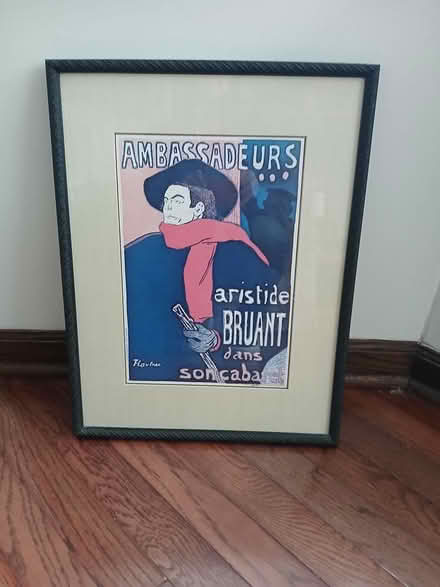 AMBASSADEURS
...
aristide
BRUANT
dans
son cabaret